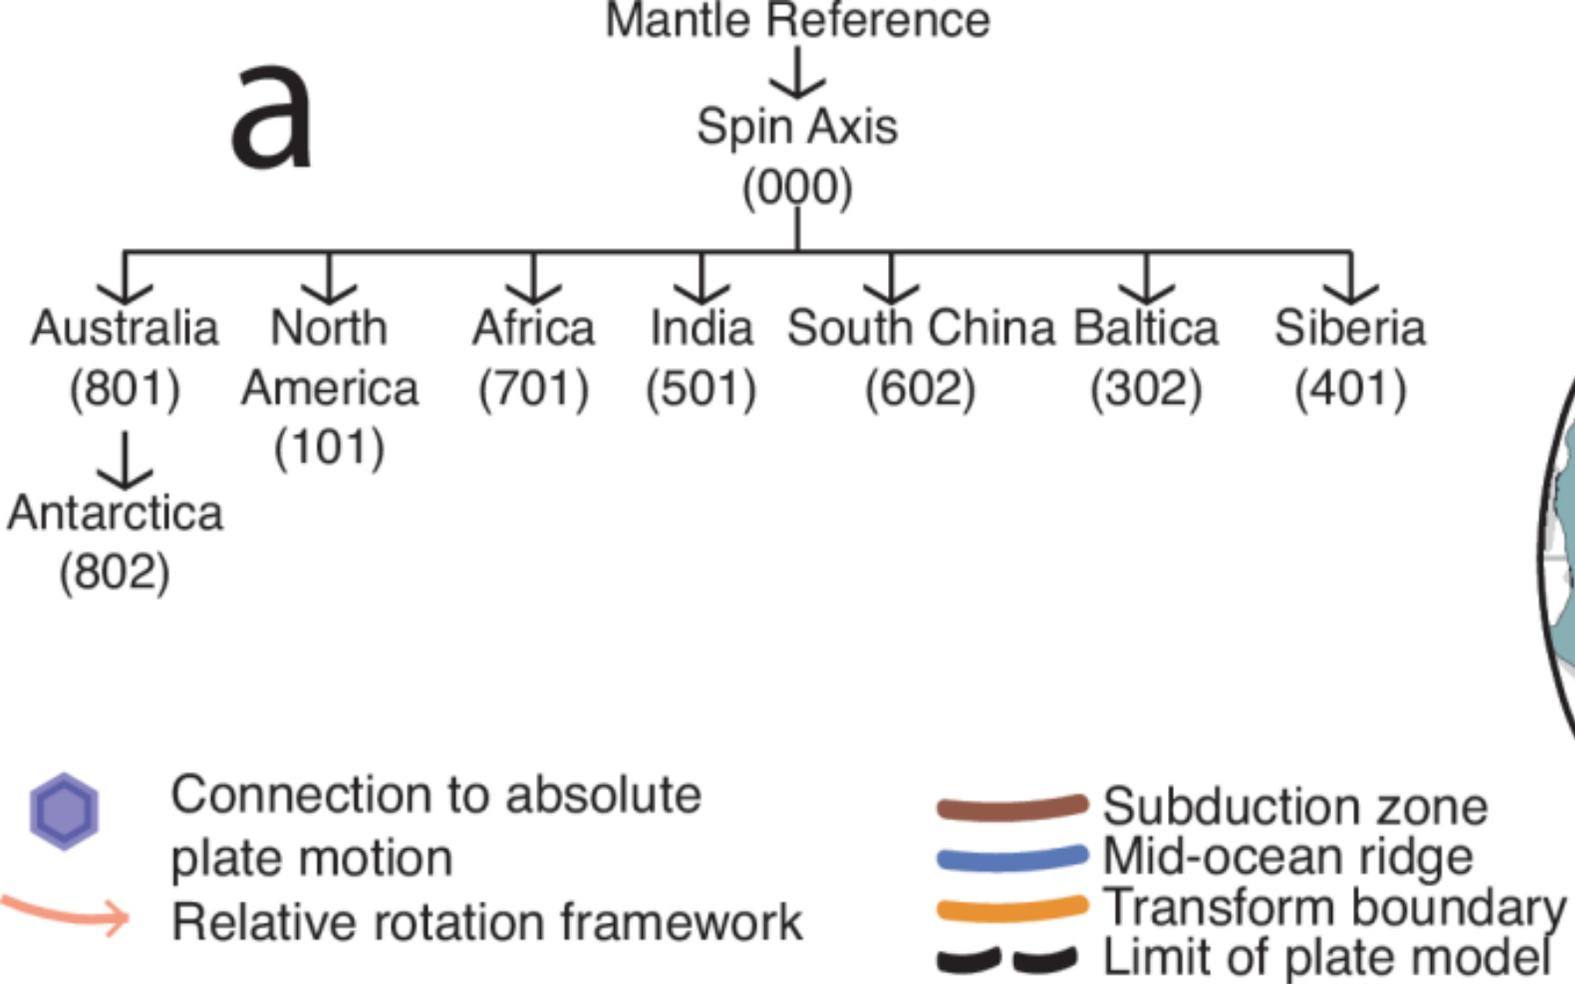 a
Mantle Reference
Spin Axis
(000)
Australia
(801)
North
America
(101)
Africa
(701)
India
(501)
South China
(602)
Baltica
(302)
Siberia
(401)
Antarctica
(802)
Connection to absolute
plate motion
Relative rotation framework
Subduction zone
Mid-ocean ridge
Transform boundary
Limit of plate model